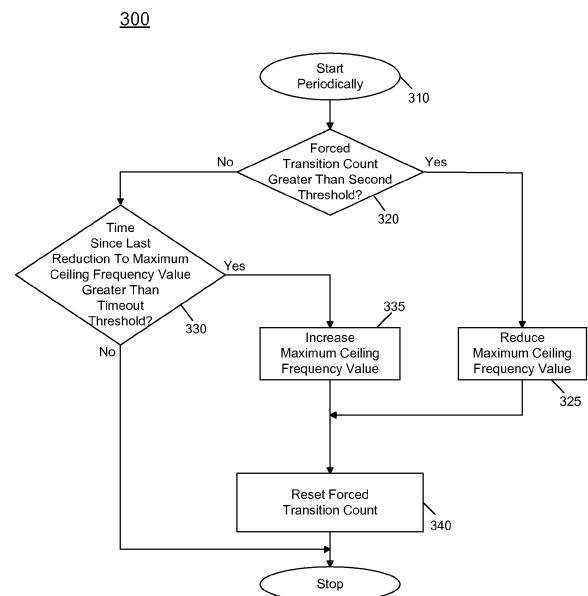 300
Start
Periodically
310
Forced
Transition Count
Greater Than Second
Threshold?
No
Yes
320
Time
Since Last
Reduction To Maximum
Ceiling Frequency Value
Greater Than
Timeout
Threshold?
Yes
330
No
335
Increase
Maximum Ceiling
Frequency Value
Reduce
Maximum Ceiling
Frequency Value
325
Reset Forced
Transition Count
340
Stop